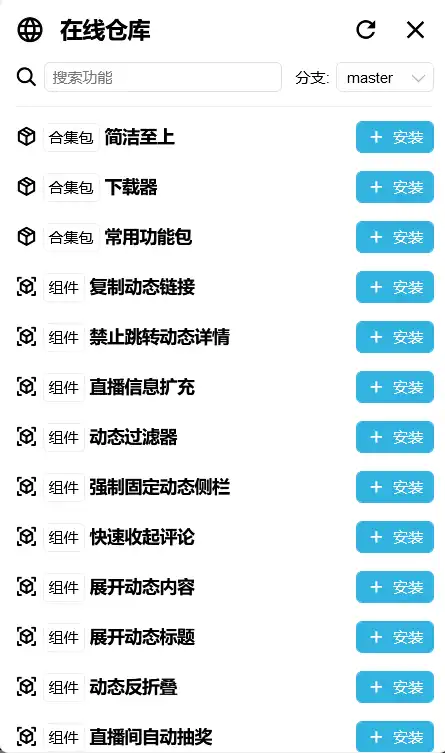 在线仓库
搜索功能 分支: master
合集包 简洁至上 + 安装
合集包 下载器 + 安装
合集包 常用功能包 + 安装
组件 复制动态链接 + 安装
组件 禁止跳转动态详情 + 安装
组件 直播信息扩充 + 安装
组件 动态过滤器 + 安装
组件 强制固定动态侧栏 + 安装
组件 快速收起评论 + 安装
组件 展开动态内容 + 安装
组件 展开动态标题 + 安装
组件 动态反折叠 + 安装
组件 直播间自动抽奖 + 安装